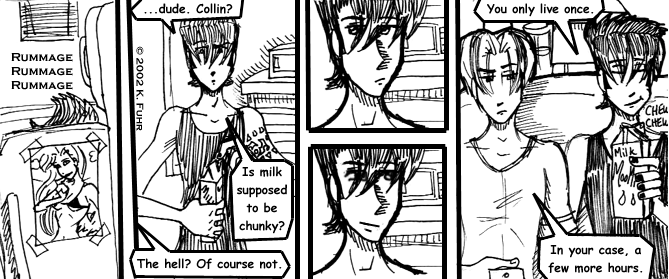 RUMMAGE
RUMMAGE
RUMMAGE
© 2002 K. FUHR
...dude. Collin?
Is milk
supposed
to be
chunky?
The hell? Of course not.
You only live once.
CHEW
CHEW
Milk
In your case, a
few more hours.